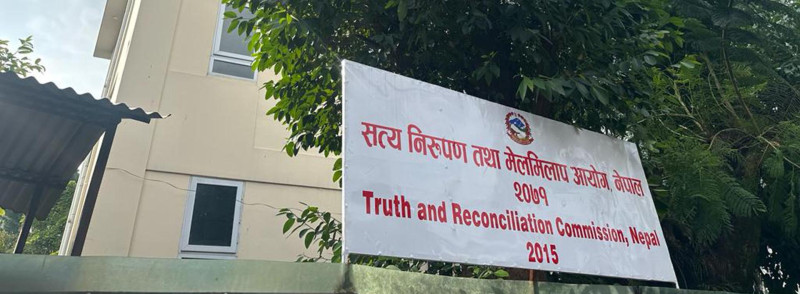 सत्य निरुपण तथा मेलमिलाप आयोग, नेपाल
२०७१
Truth and Reconciliation Commission, Nepal
2015